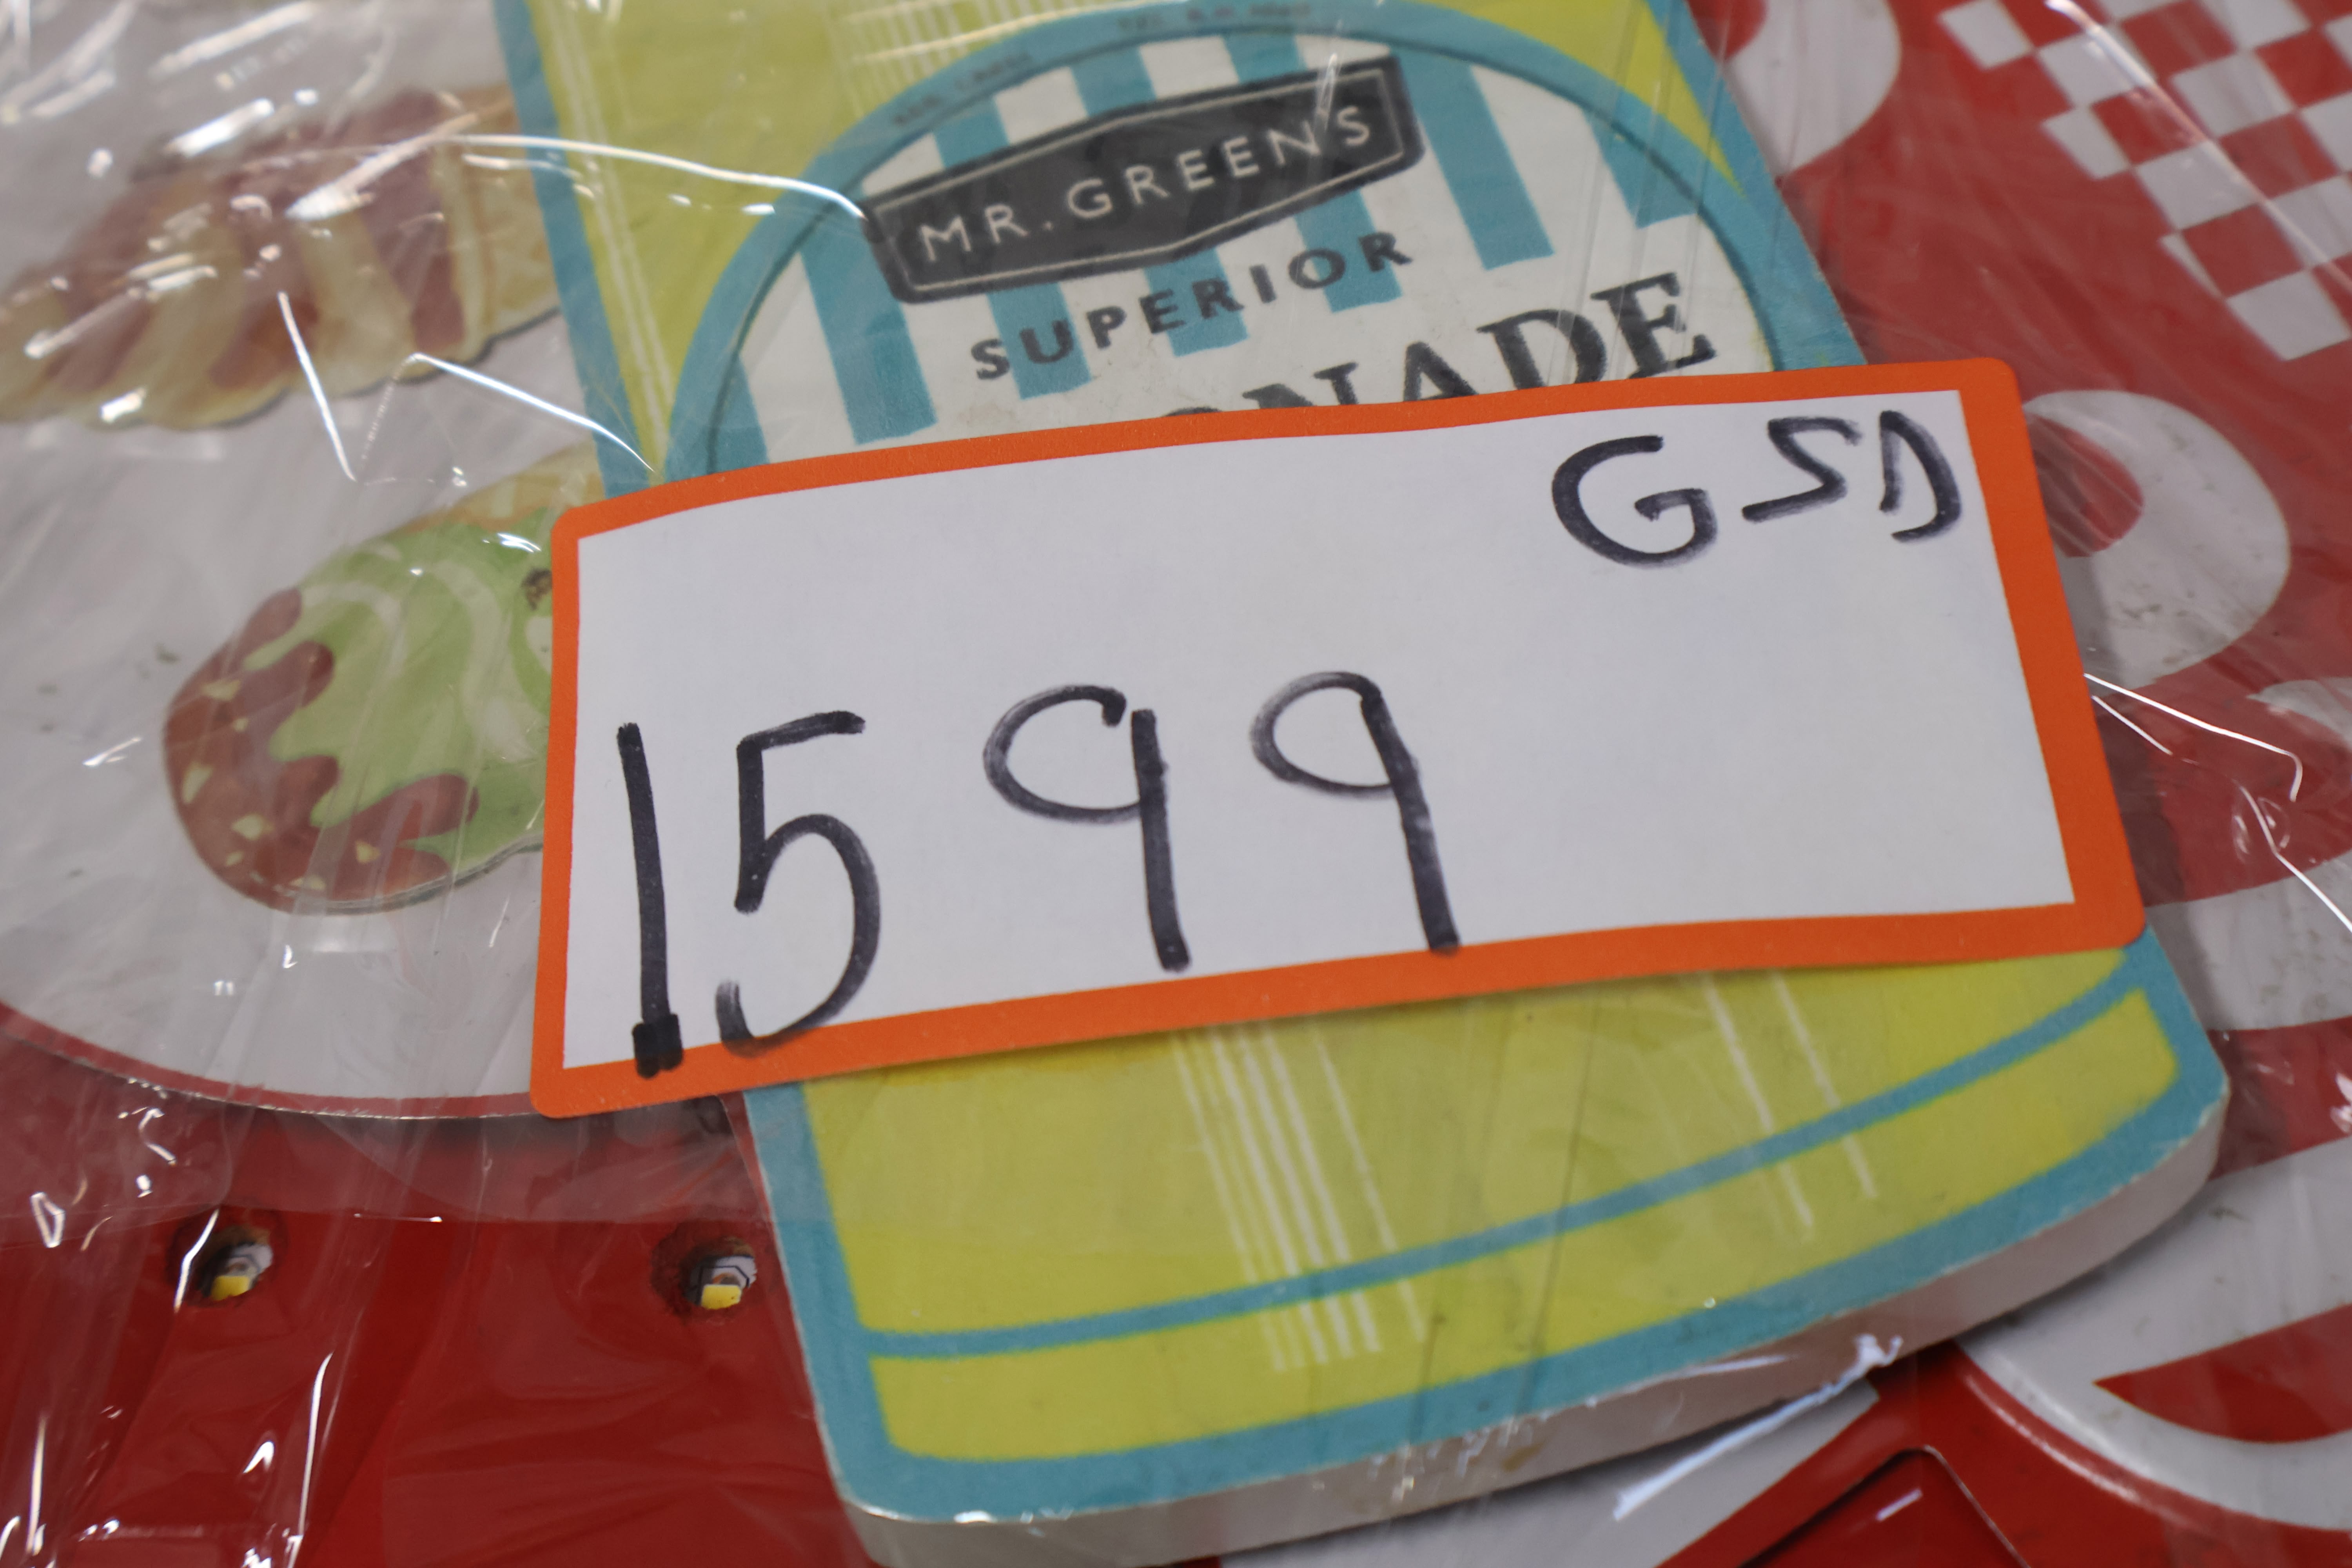 MR. GREEN'S
SUPERIOR
GSD
1599